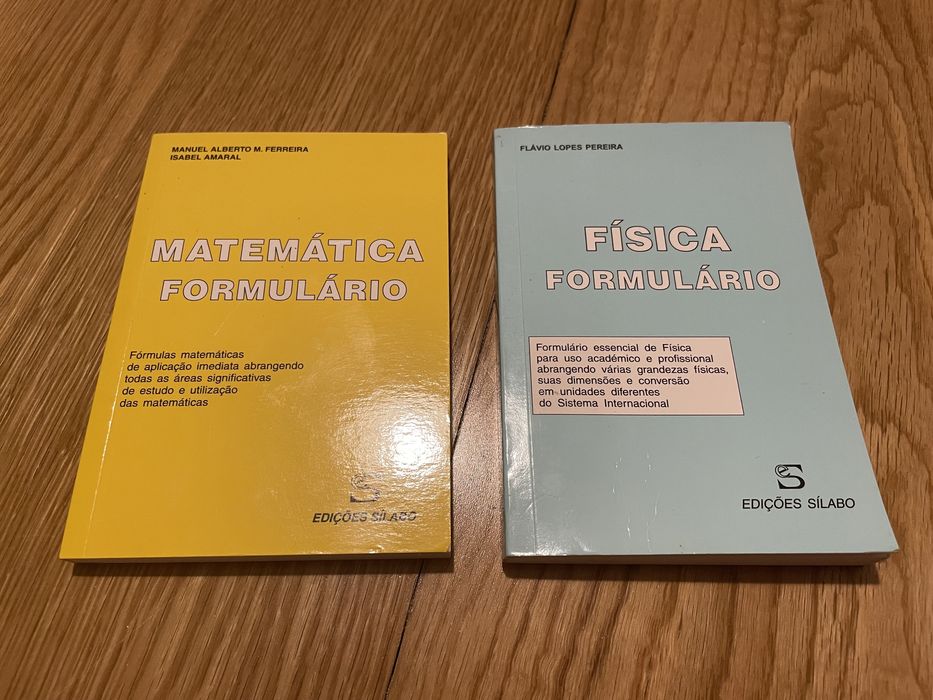 MANUEL ALBERTO M. FERREIRA
ISABEL AMARAL
MATEMÁTICA
FORMULÁRIO
Fórmulas matemáticas
de aplicação imediata abrangendo
todas as áreas significativas
de estudo e utilização
das matemáticas
EDIÇÕES SÍLABO
FLÁVIO LOPES PEREIRA
FÍSICA
FORMULÁRIO
Formulário essencial de Física
para uso académico e profissional
abrangendo várias grandezas físicas,
suas dimensões e conversão
em unidades diferentes
do Sistema Internacional
EDIÇÕES SÍLABO